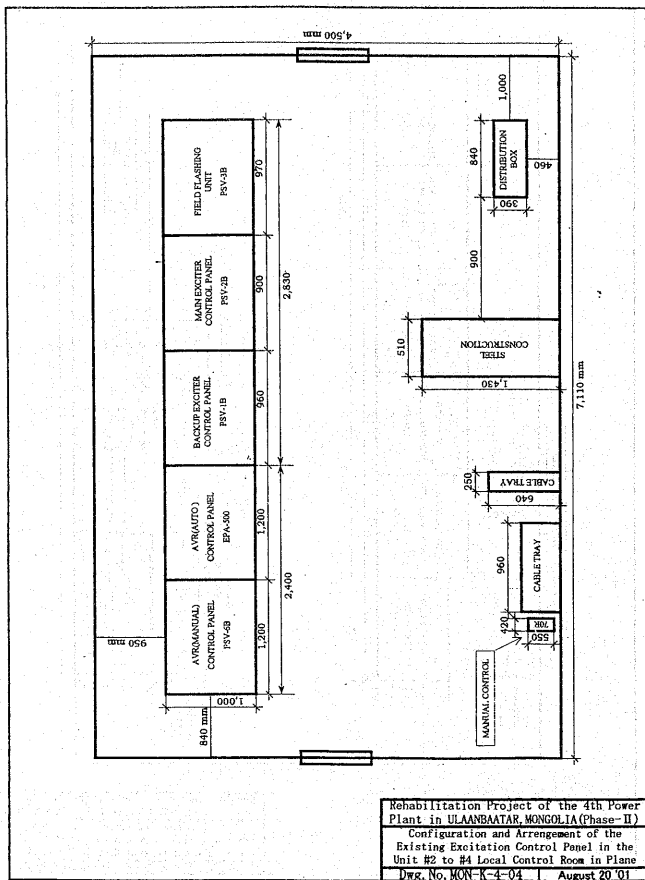 4,500 mm
7,110 mm
950 mm
840 mm
1,000
FIELD FLASHING
UNIT
PSV-3B
970
MAIN EXCITER
CONTROL PANEL
PSV-2B
900
BACKUP EXCITER
CONTROL PANEL
PSV-1B
960
2,830
AVR(AUTO)
CONTROL PANEL
EPA-500
1,200
AVR(MANUAL)
CONTROL PANEL
PSV-6B
1,200
2,400
1,000
840
DISTRIBUTION
BOX
390
460
900
STEEL
CONSTRUCTION
510
1,430
CABLE TRAY
250
640
CABLE TRAY
960
70R
420
550
MANUAL CONTROL
Rehabilitation Project of the 4th Power
Plant in ULAANBAATAR, MONGOLIA(Phase-II)
Configuration and Arrengement of the
Existing Excitation Control Panel in the
Unit #2 to #4 Local Control Room in Plane
Dwg. No. MON-K-4-04
August 20 '01